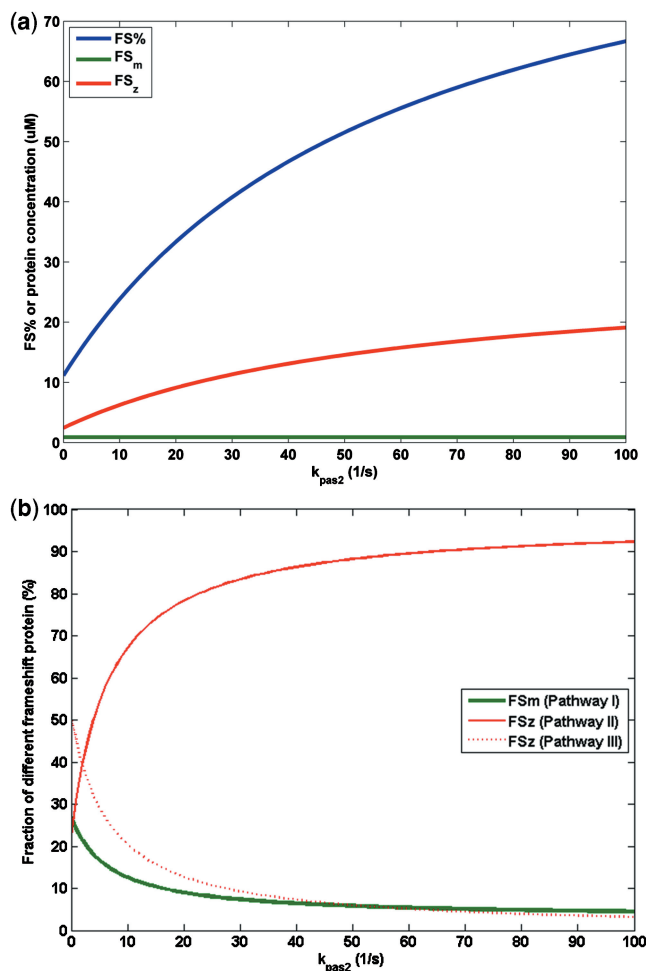 (a)
FS%
FSm
FSz
FS% or protein concentration (uM)
70
60
50
40
30
20
10
0
0 10 20 30 40 50 60 70 80 90 100
kpas2 (1/s)
(b)
FSm (Pathway I)
FSz (Pathway II)
FSz (Pathway III)
Fraction of different frameshift protein (%)
100
90
80
70
60
50
40
30
20
10
0
0 10 20 30 40 50 60 70 80 90 100
kpas2 (1/s)